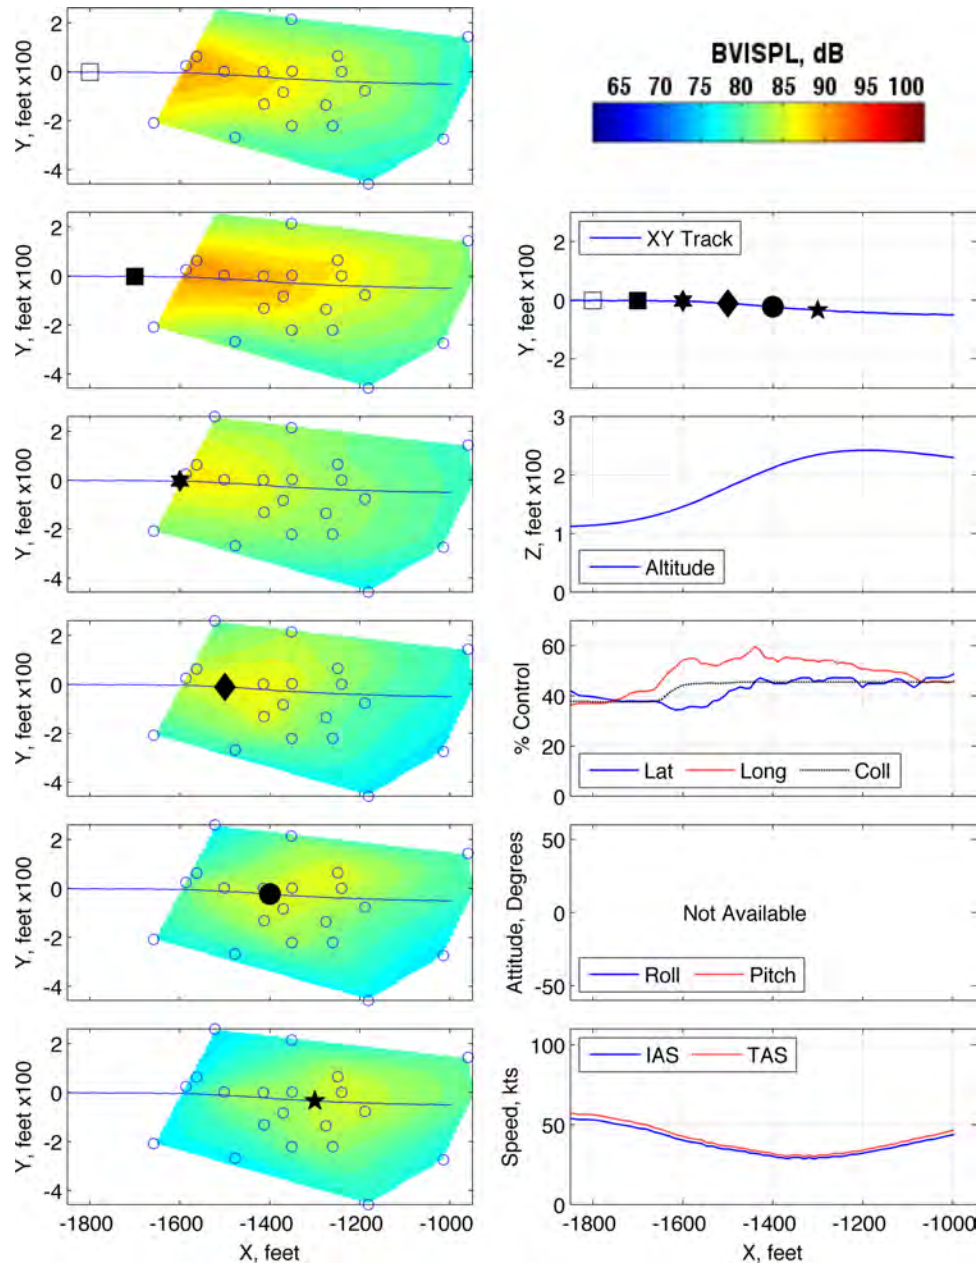 BVISPL, dB
65 70 75 80 85 90 95 100
Y, feet x100
2
0
-2
-4
Y, feet x100
2
0
-2
-4
XY Track
Y, feet x100
2
0
-2
Y, feet x100
2
0
-2
-4
Z, feet x100
3
2
1
0
Altitude
Y, feet x100
2
0
-2
-4
% Control
60
40
20
0
Lat Long Coll
Y, feet x100
2
0
-2
-4
Attitude, Degrees
50
0
-50
Not Available
Roll Pitch
Y, feet x100
2
0
-2
-4
-1800 -1600 -1400 -1200 -1000
X, feet
Speed, kts
100
50
0
IAS TAS
-1800 -1600 -1400 -1200 -1000
X, feet